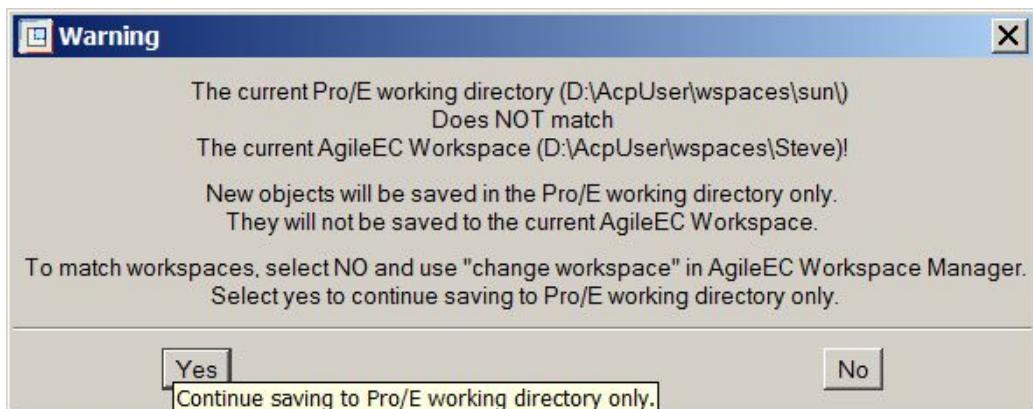 Warning
The current Pro/E working directory (D:\AcpUser\wspaces\sun\)
Does NOT match
The current AgileEC Workspace (D:\AcpUser\wspaces\Steve)!
New objects will be saved in the Pro/E working directory only.
They will not be saved to the current AgileEC Workspace.
To match workspaces, select NO and use "change workspace" in AgileEC Workspace Manager.
Select yes to continue saving to Pro/E working directory only.
Yes No
Continue saving to Pro/E working directory only.